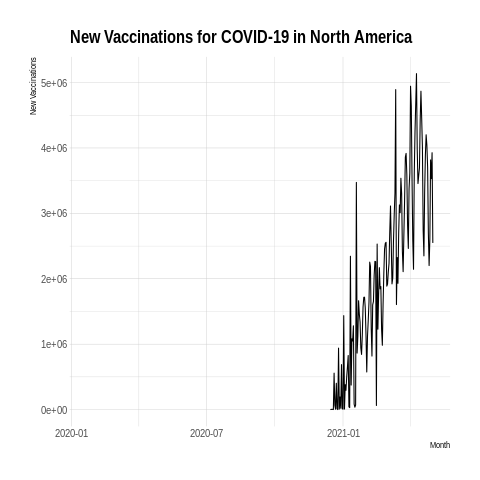 New Vaccinations for COVID-19 in North America
New Vaccinations
5e+06
4e+06
3e+06
2e+06
1e+06
0e+00
2020-01 2020-07 2021-01
Month